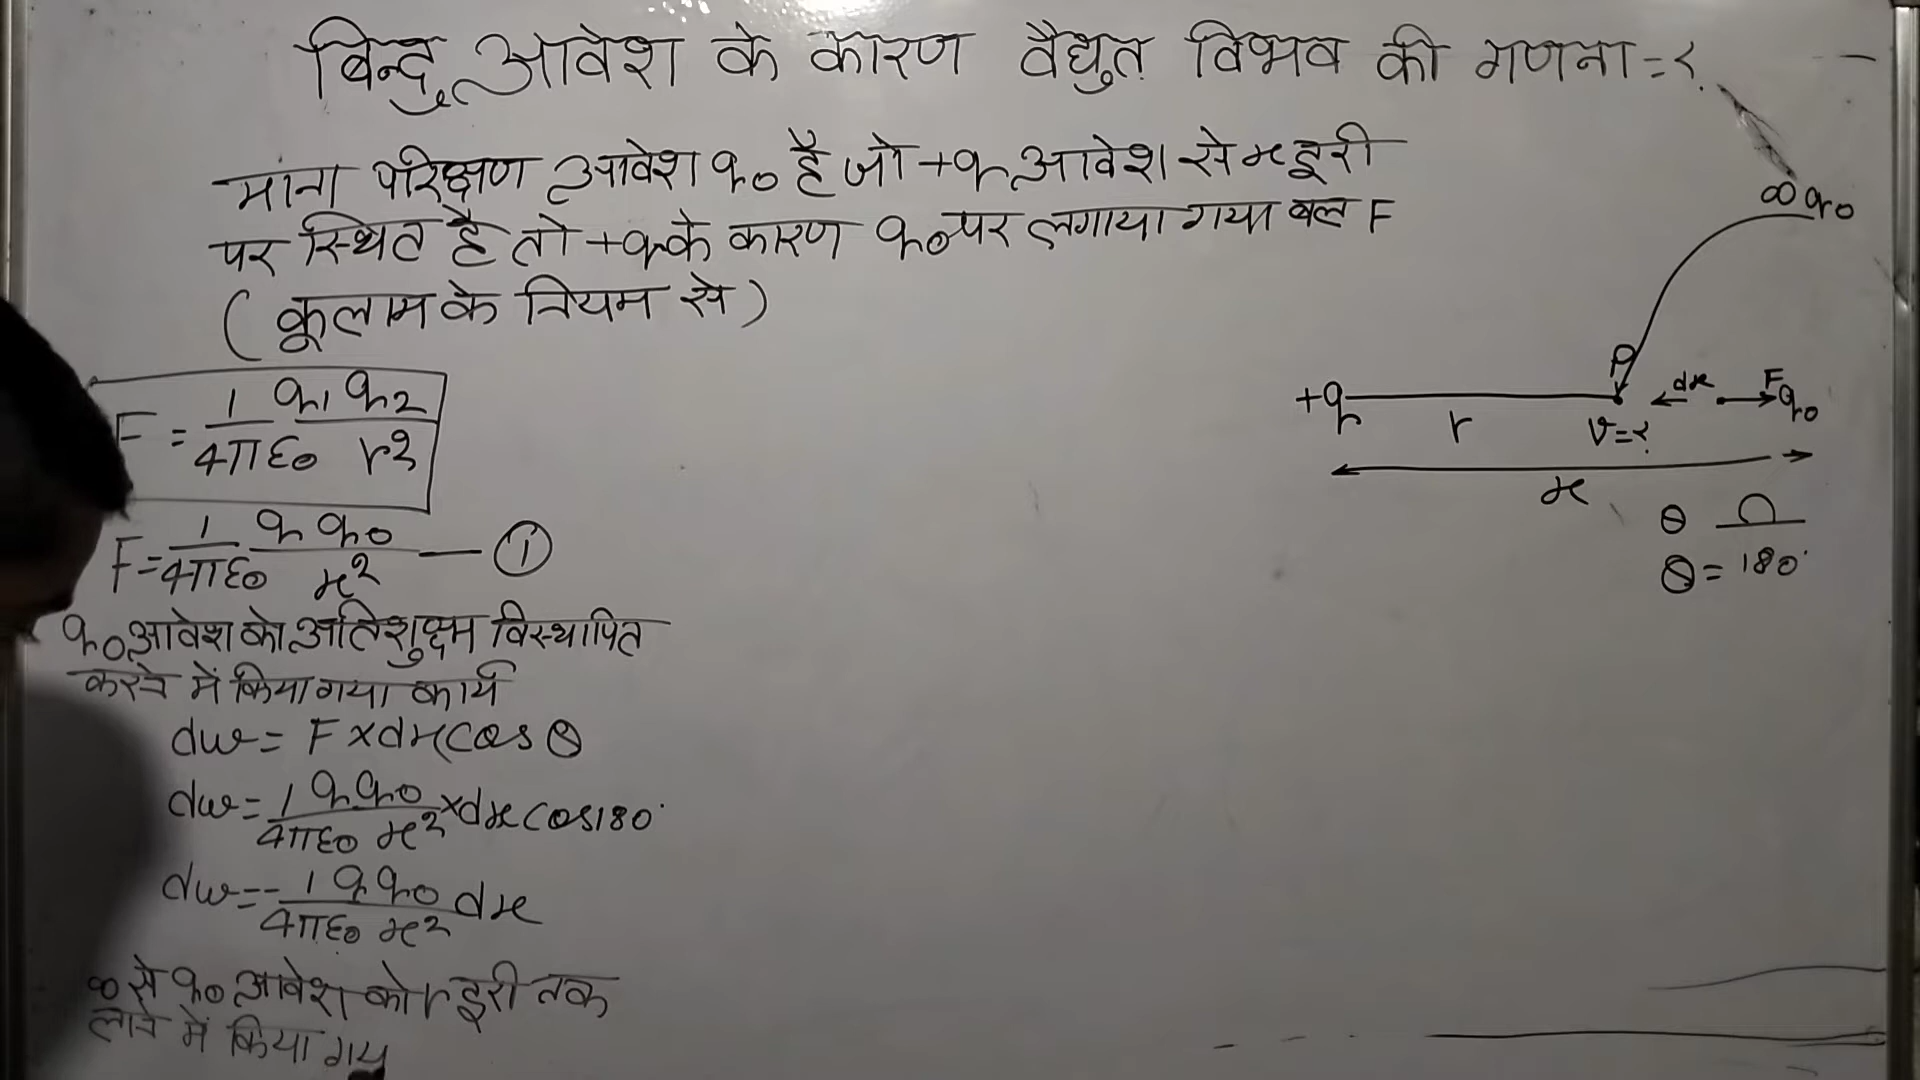 बिन्दु आवेश के कारण वैद्युत विभव की गणना=?
माना परिक्षण आवेश q₀ है जो +q आवेश से x दूरी
पर स्थित है तो +q के कारण q₀ पर लगाया गया बल F
( कूलाम के नियम से )
F = 1/4πε₀ q₁q₂/r²
F = 1/4πε₀ qq₀/x² — ①
q₀ आवेश को अतिशुक्ष्म विस्थापित
करने में किया गया कार्य
dw = F×dx cos θ
dw = 1/4πε₀ qq₀/x² × dx cos180°
dw = - 1/4πε₀ qq₀/x² dx
∞ से q₀ आवेश को r दूरी तक
लाने में किया गय
∞ q₀
P
dx F
+q q₀
r
V=?
x
θ
θ = 180°